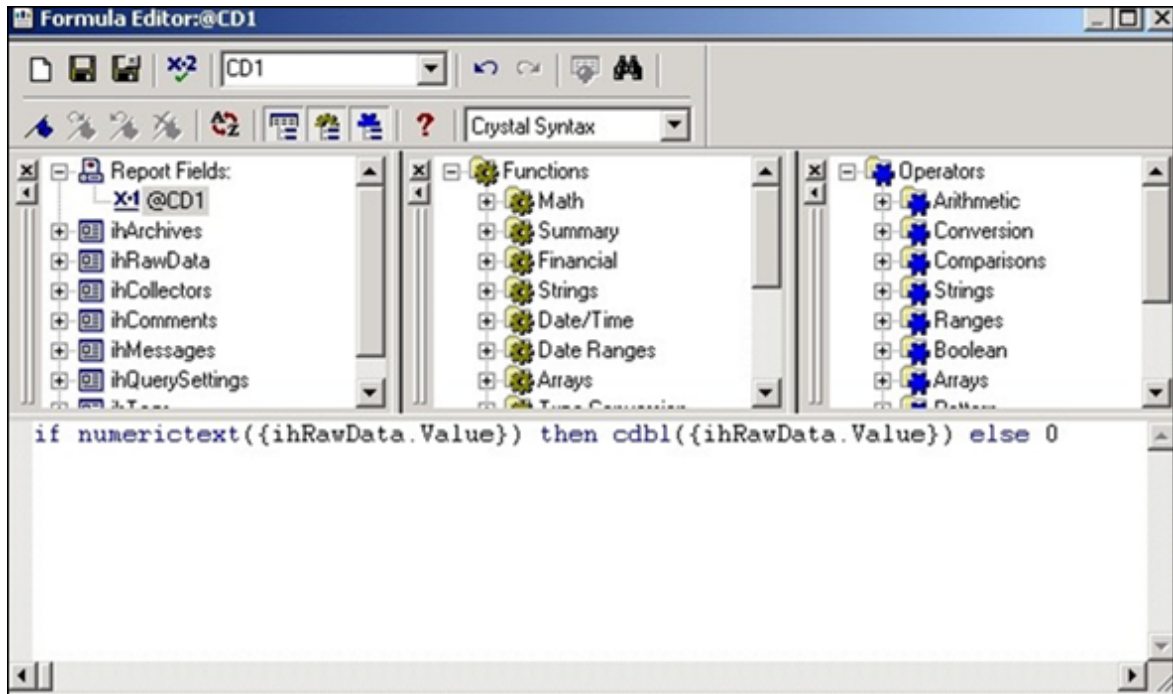 Formula Editor:@CD1
X+2 CD1
A Z ? Crystal Syntax
Report Fields:
X+1 @CD1
ihArchives
ihRawData
ihCollectors
ihComments
ihMessages
ihQuerySettings
Functions
Math
Summary
Financial
Strings
Date/Time
Date Ranges
Arrays
Operators
Arithmetic
Conversion
Comparisons
Strings
Ranges
Boolean
Arrays
if numerictext({ihRawData.Value}) then cdbl({ihRawData.Value}) else 0